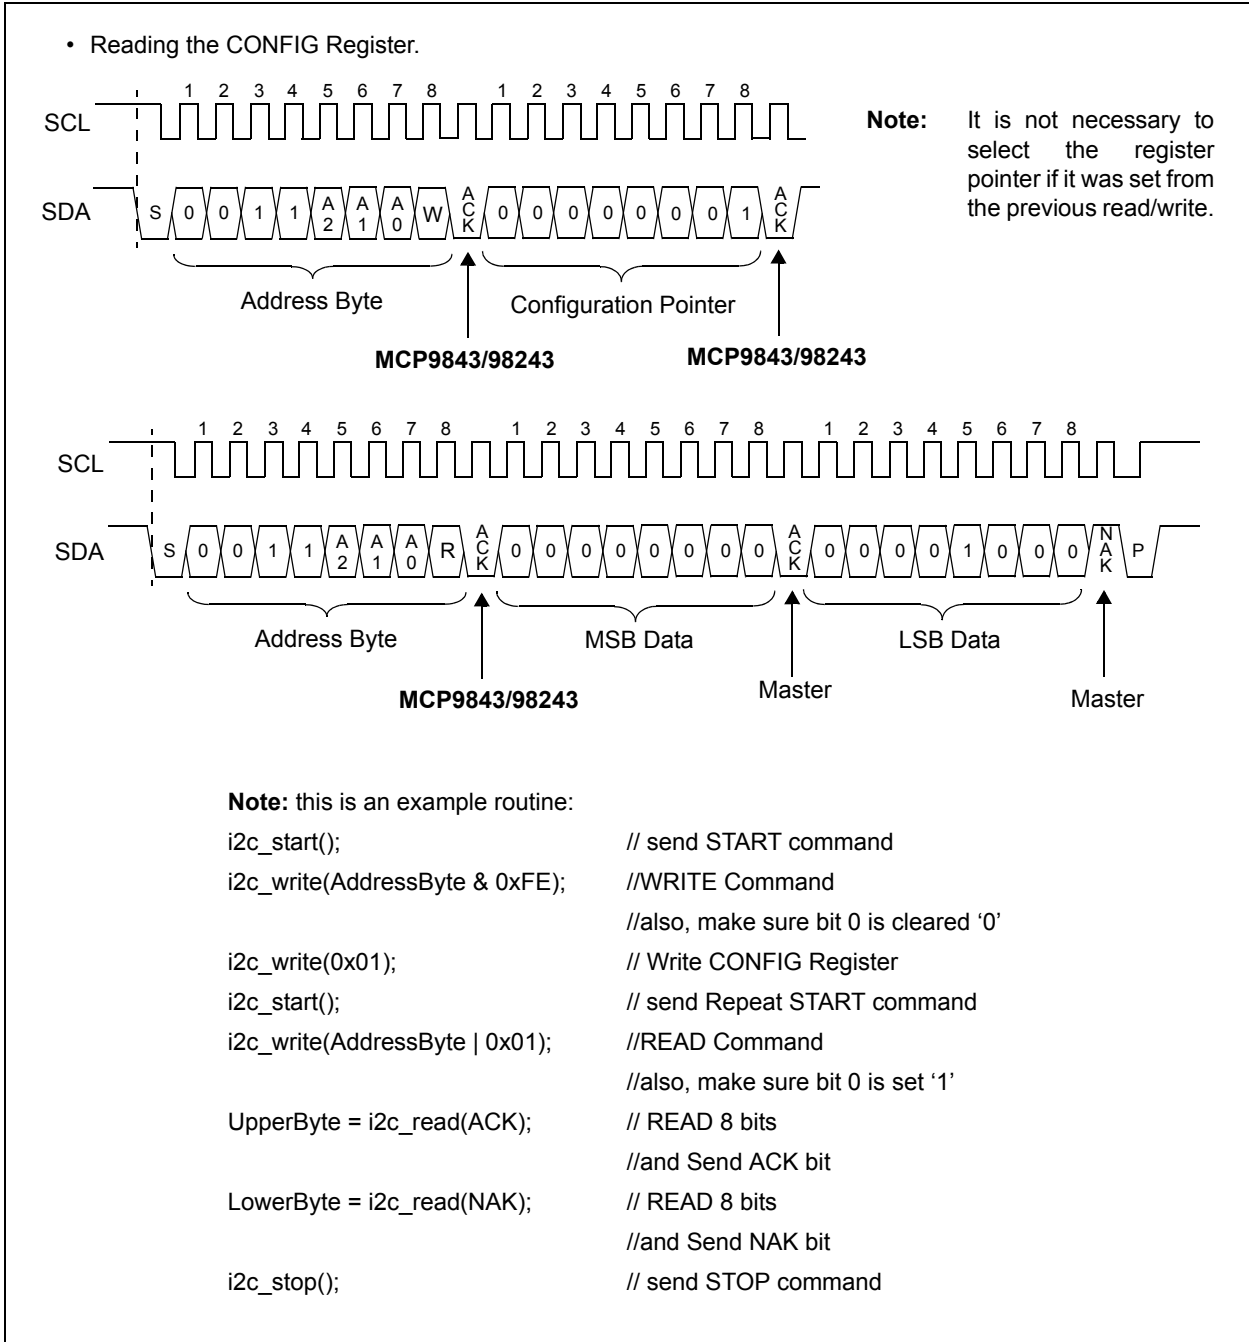 • Reading the CONFIG Register.
1 2 3 4 5 6 7 8 1 2 3 4 5 6 7 8
SCL
Note: It is not necessary to
select the register
pointer if it was set from
the previous read/write.
SDA S 0 0 1 1 A2 A1 A0 W ACK 0 0 0 0 0 0 0 1 ACK
Address Byte Configuration Pointer
MCP9843/98243 MCP9843/98243
1 2 3 4 5 6 7 8 1 2 3 4 5 6 7 8 1 2 3 4 5 6 7 8
SCL
SDA S 0 0 1 1 A2 A1 A0 R ACK 0 0 0 0 0 0 0 0 ACK 0 0 0 0 1 0 0 0 NAK P
Address Byte MSB Data LSB Data
MCP9843/98243 Master Master
Note: this is an example routine:
i2c_start(); // send START command
i2c_write(AddressByte & 0xFE); //WRITE Command
//also, make sure bit 0 is cleared ‘0’
i2c_write(0x01); // Write CONFIG Register
i2c_start(); // send Repeat START command
i2c_write(AddressByte | 0x01); //READ Command
//also, make sure bit 0 is set ‘1’
UpperByte = i2c_read(ACK); // READ 8 bits
//and Send ACK bit
LowerByte = i2c_read(NAK); // READ 8 bits
//and Send NAK bit
i2c_stop(); // send STOP command